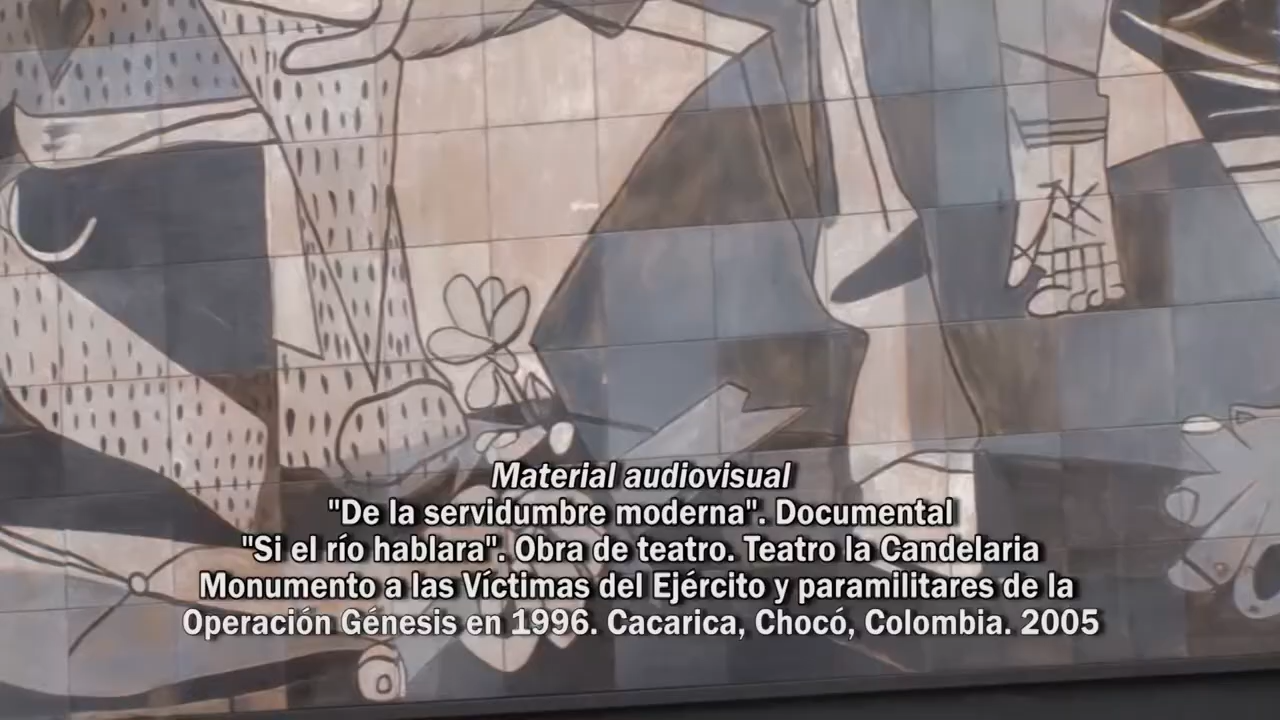 Material audiovisual
"De la servidumbre moderna". Documental
"Si el río hablara". Obra de teatro. Teatro la Candelaria
Monumento a las Víctimas del Ejército y paramilitares de la
Operación Génesis en 1996. Cacarica, Chocó, Colombia. 2005